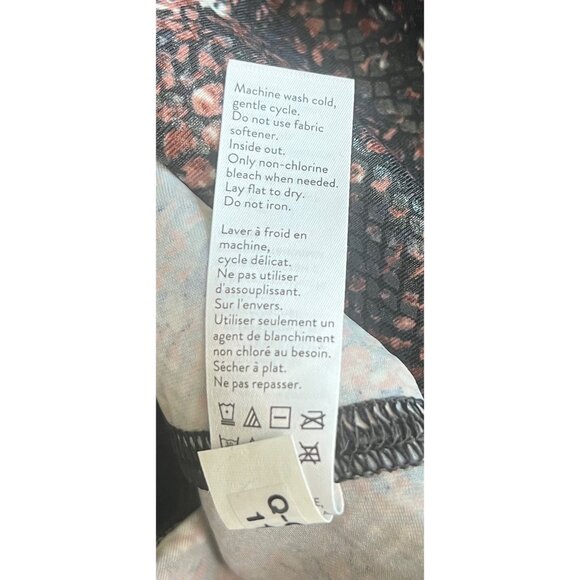 Machine wash cold,
gentle cycle.
Do not use fabric
softener.
Inside out.
Only non-chlorine
bleach when needed.
Lay flat to dry.
Do not iron.
Laver à froid en
machine,
cycle délicat.
Ne pas utiliser
d'assouplissant.
Sur l'envers.
Utiliser seulement un
agent de blanchiment
non chloré au besoin.
Sécher à plat.
Ne pas repasser.